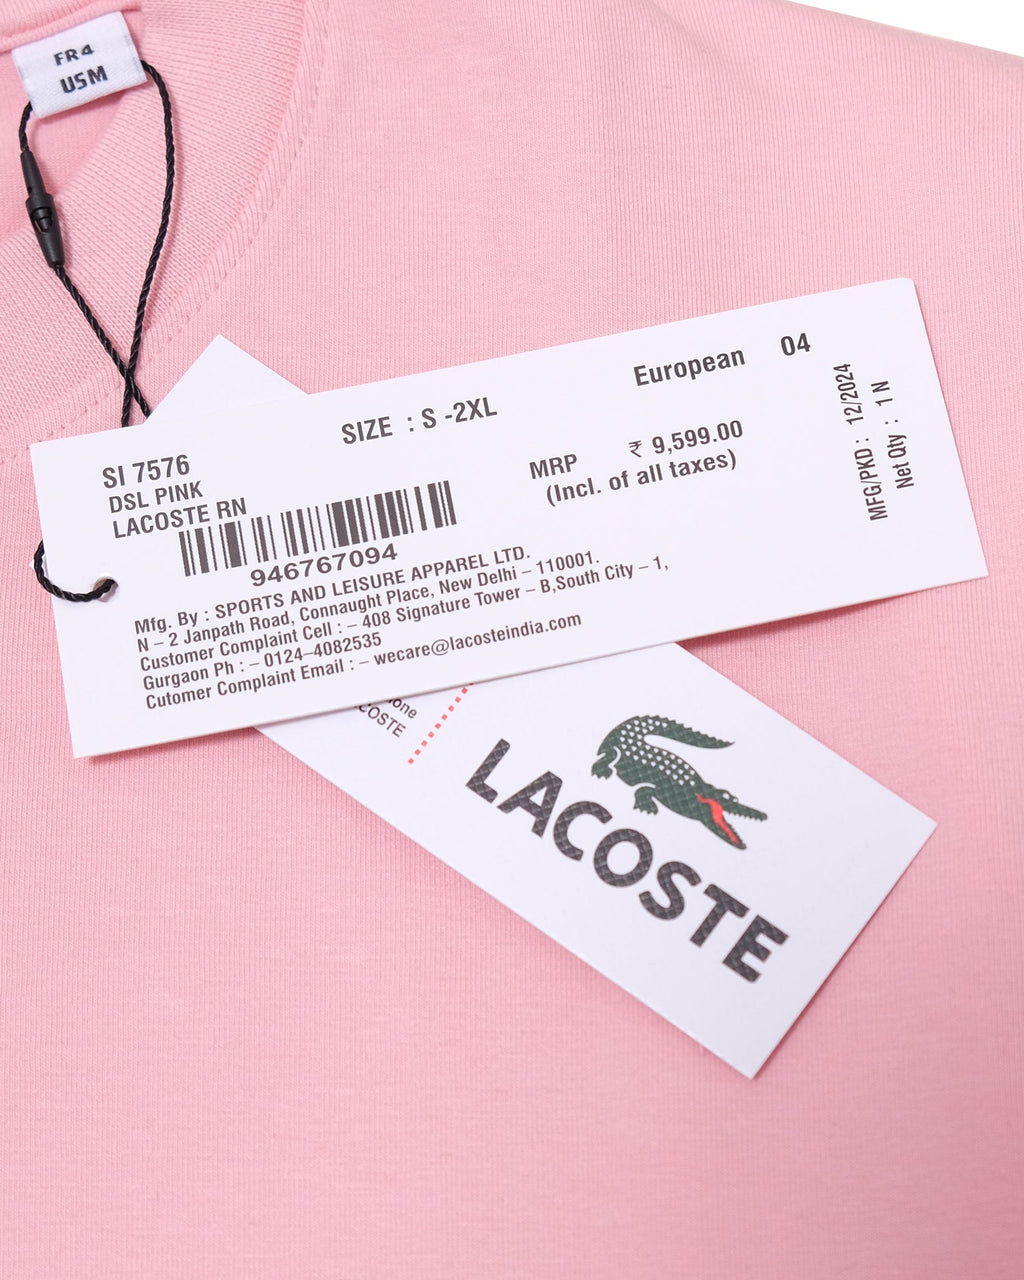 FR 4
USM
European 04
SIZE : S -2XL
SI 7576
DSL PINK
LACOSTE RN
MRP ₹ 9,599.00
(Incl. of all taxes)
MFG/PKD : 12/2024
Net Qty : 1 N
946767094
Mfg. By : SPORTS AND LEISURE APPAREL LTD.
N – 2 Janpath Road, Connaught Place, New Delhi – 110001.
Customer Complaint Cell : – 408 Signature Tower – B,South City – 1,
Gurgaon Ph : – 0124–4082535
Cutomer Complaint Email : – wecare@lacosteindia.com
LACOSTE